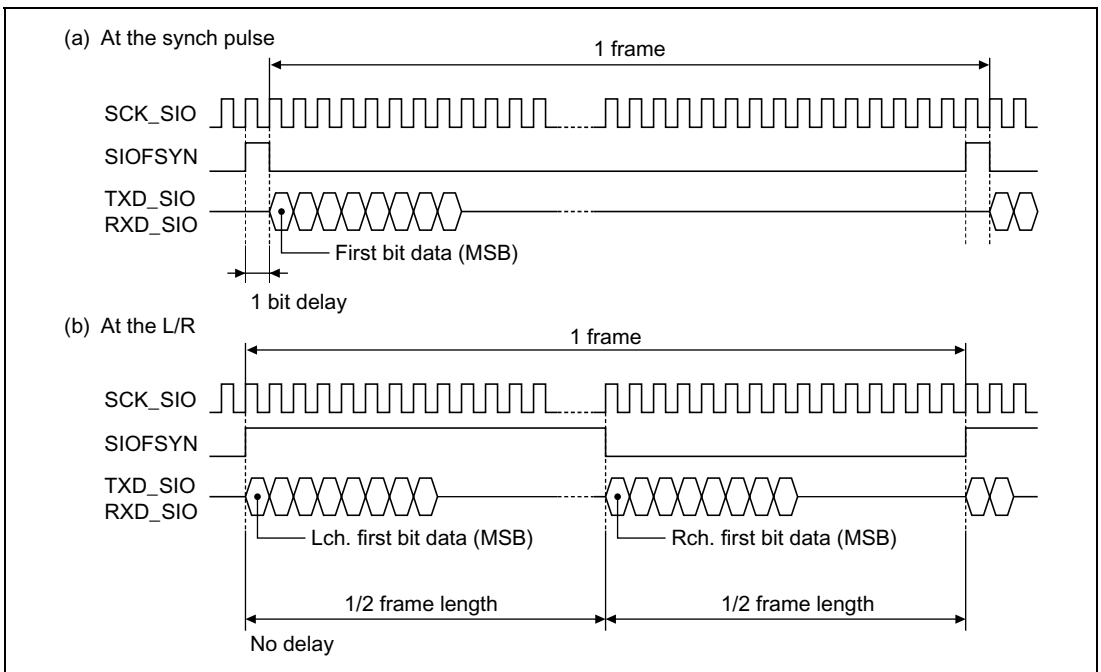 (a) At the synch pulse
1 frame
SCK_SIO
SIOFSYN
TXD_SIO
RXD_SIO
First bit data (MSB)
1 bit delay
(b) At the L/R
1 frame
SCK_SIO
SIOFSYN
TXD_SIO
RXD_SIO
Lch. first bit data (MSB)
Rch. first bit data (MSB)
1/2 frame length
1/2 frame length
No delay